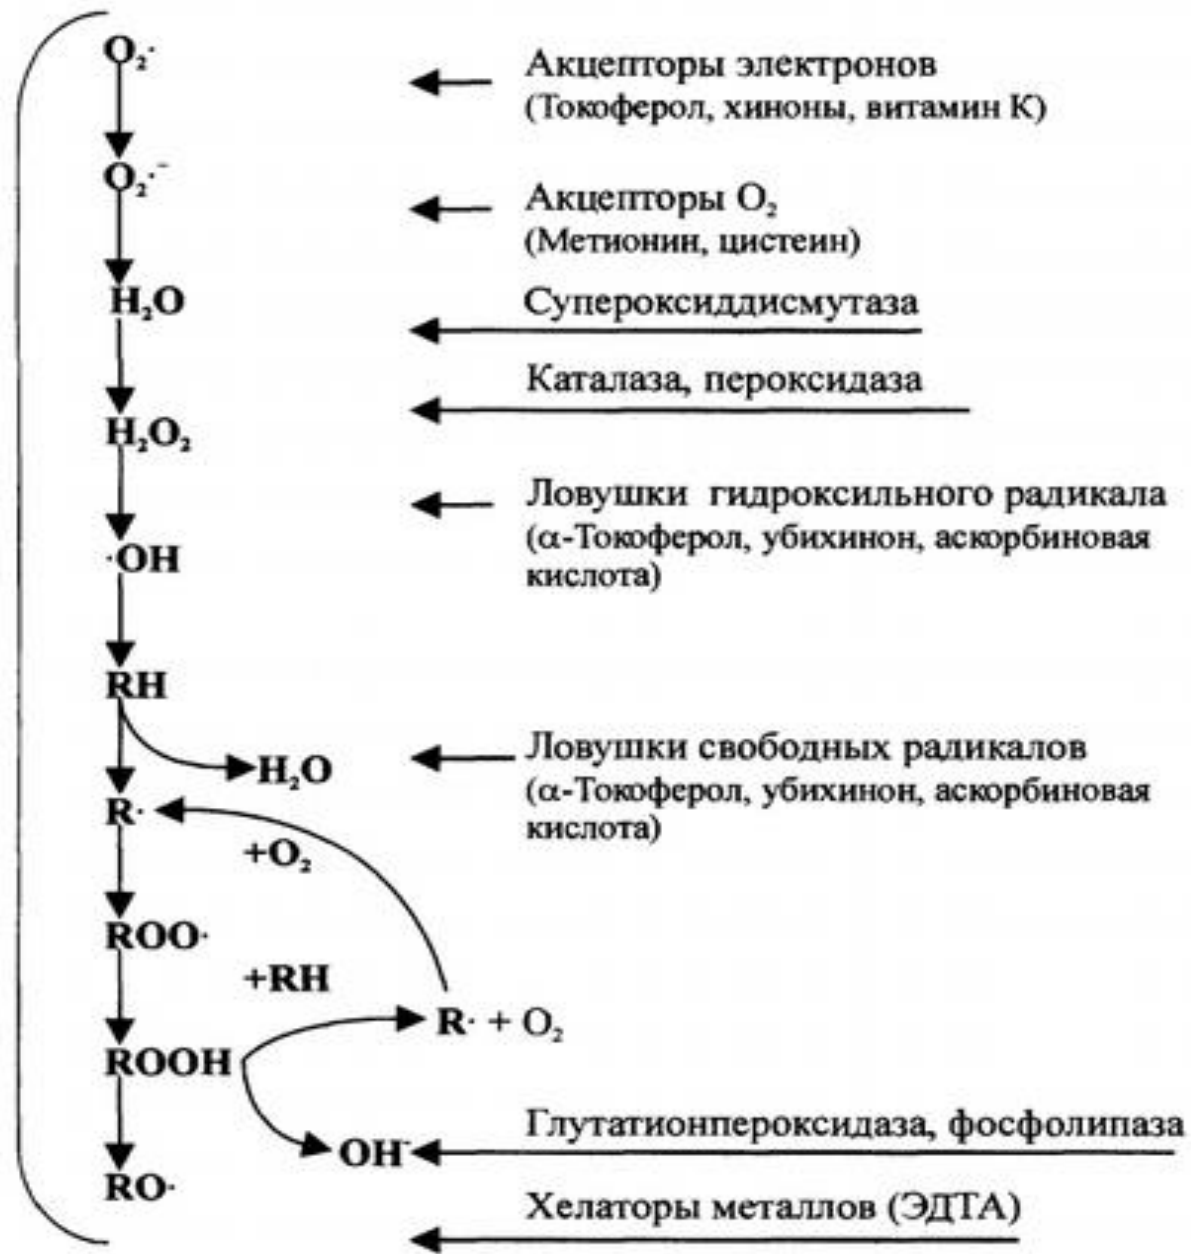 O₂·
Акцепторы электронов
(Токоферол, хиноны, витамин К)
O₂·⁻
Акцепторы O₂
(Метионин, цистеин)
H₂O
Супероксиддисмутаза
Каталаза, пероксидаза
H₂O₂
Ловушки гидроксильного радикала
(α-Токоферол, убихинон, аскорбиновая
кислота)
·OH
RH
H₂O
Ловушки свободных радикалов
(α-Токоферол, убихинон, аскорбиновая
кислота)
R·
+O₂
ROO·
+RH
R· + O₂
ROOH
Глутатионпероксидаза, фосфолипаза
OH⁻
RO·
Хелаторы металлов (ЭДТА)